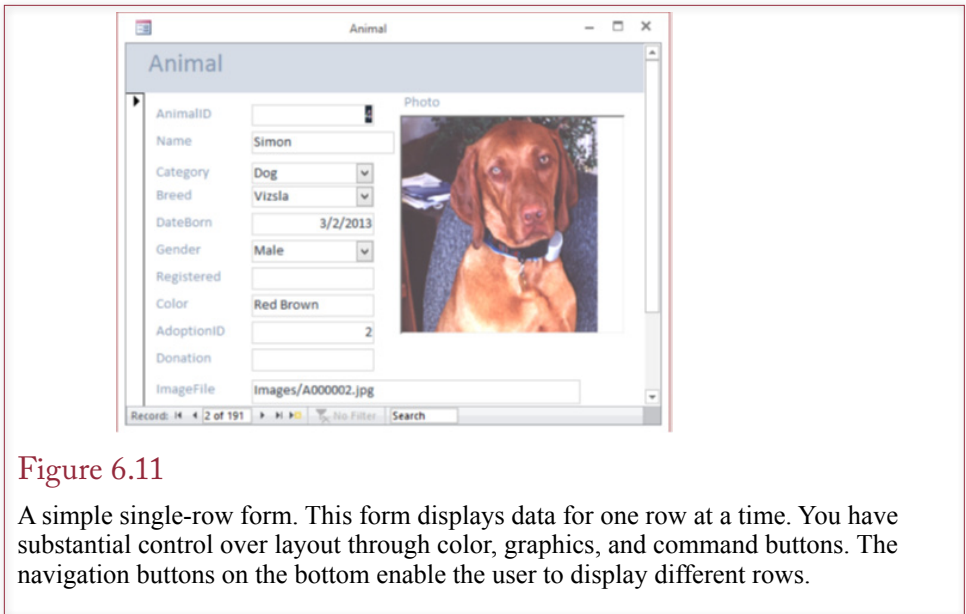 Animal
Animal
AnimalID 4
Photo
Name Simon
Category Dog
Breed Vizsla
DateBorn 3/2/2013
Gender Male
Registered
Color Red Brown
AdoptionID 2
Donation
ImageFile Images/A000002.jpg
Record: 2 of 191 No Filter Search
Figure 6.11
A simple single-row form. This form displays data for one row at a time. You have
substantial control over layout through color, graphics, and command buttons. The
navigation buttons on the bottom enable the user to display different rows.